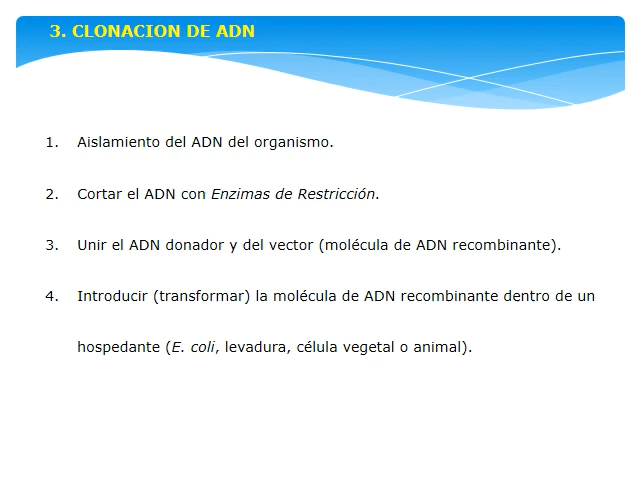 3. CLONACION DE ADN
1. Aislamiento del ADN del organismo.
2. Cortar el ADN con Enzimas de Restricción.
3. Unir el ADN donador y del vector (molécula de ADN recombinante).
4. Introducir (transformar) la molécula de ADN recombinante dentro de un
hospedante (E. coli, levadura, célula vegetal o animal).